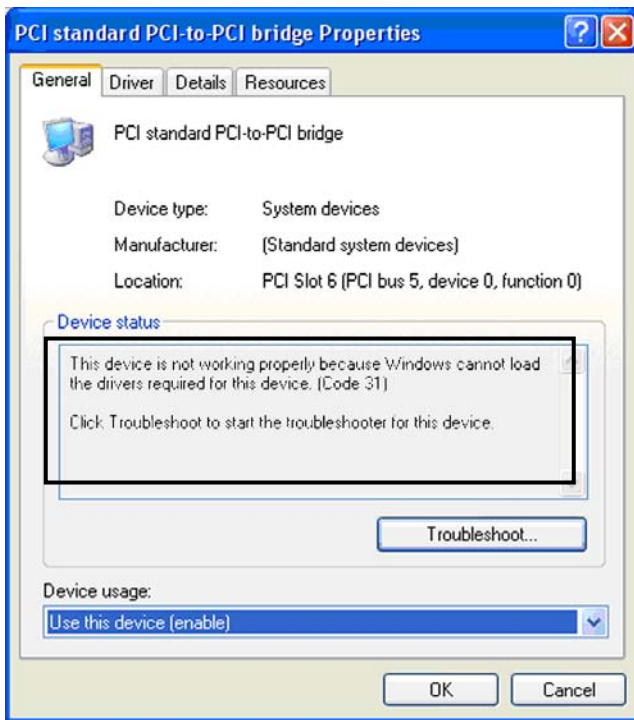 PCI standard PCI-to-PCI bridge Properties
General Driver Details Resources
PCI standard PCI-to-PCI bridge
Device type: System devices
Manufacturer: (Standard system devices)
Location: PCI Slot 6 (PCI bus 5, device 0, function 0)
Device status
This device is not working properly because Windows cannot load
the drivers required for this device. (Code 31)
Click Troubleshoot to start the troubleshooter for this device.
Troubleshoot...
Device usage:
Use this device (enable)
OK Cancel